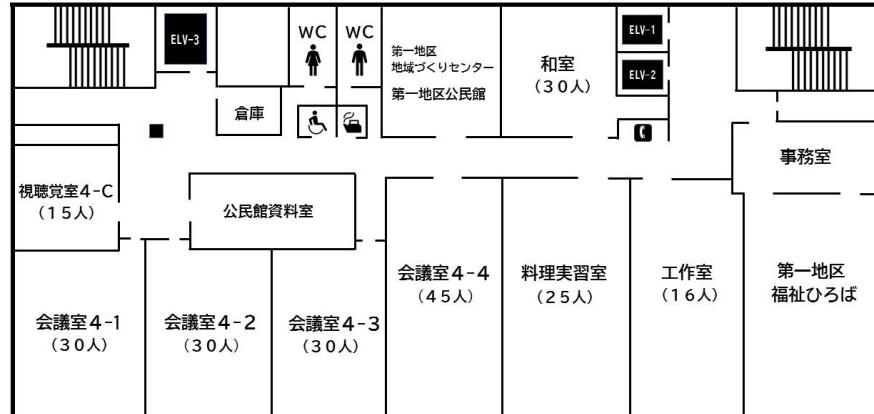 ELV-3
WC
WC
第一地区
地域づくりセンター
第一地区公民館
和室
（３０人）
ELV-1
ELV-2
倉庫
事務室
視聴覚室４-C
（１５人）
公民館資料室
会議室４-１
（３０人）
会議室４-２
（３０人）
会議室４-３
（３０人）
会議室４-４
（４５人）
料理実習室
（２５人）
工作室
（１６人）
第一地区
福祉ひろば